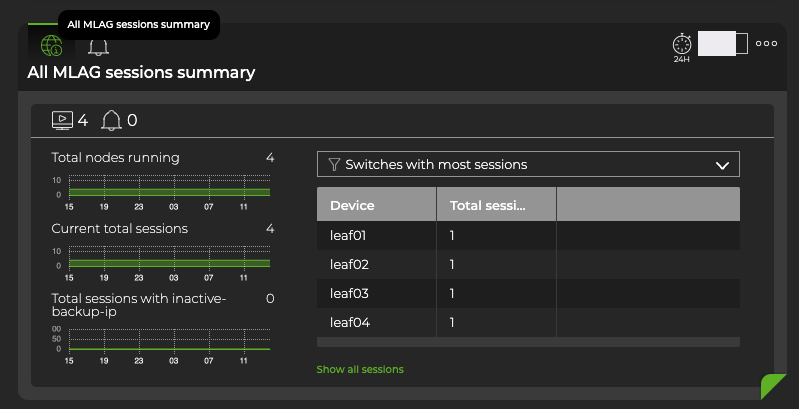 All MLAG sessions summary
24H
All MLAG sessions summary
4 0
Total nodes running 4
10
0
15 19 23 03 07 11
Current total sessions 4
10
0
15 19 23 03 07 11
Total sessions with inactive-
backup-ip 0
00
50
0
15 19 23 03 07 11
Switches with most sessions
Device Total sessi...
leaf01 1
leaf02 1
leaf03 1
leaf04 1
Show all sessions